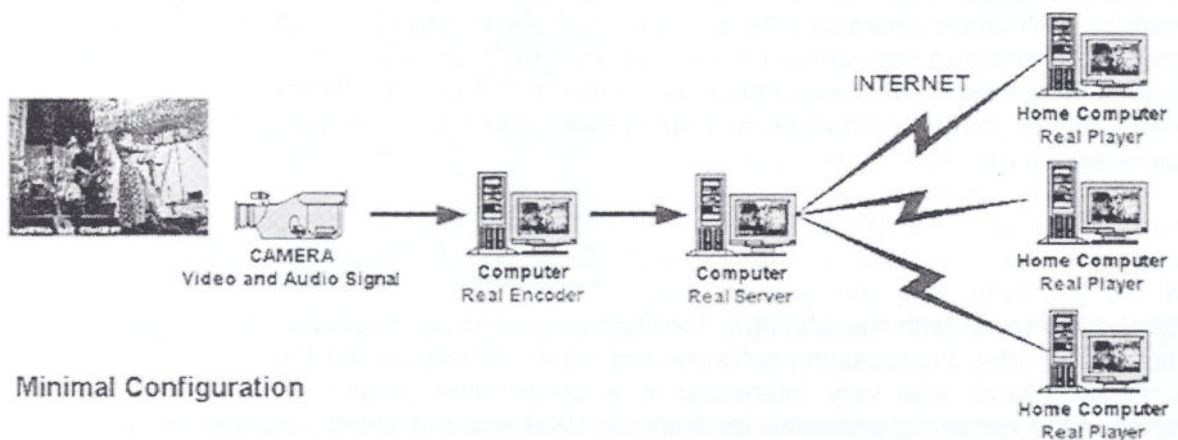 INTERNET
Home Computer
Real Player
CAMERA
Video and Audio Signal
Computer
Real Encoder
Computer
Real Server
Home Computer
Real Player
Home Computer
Real Player
Minimal Configuration